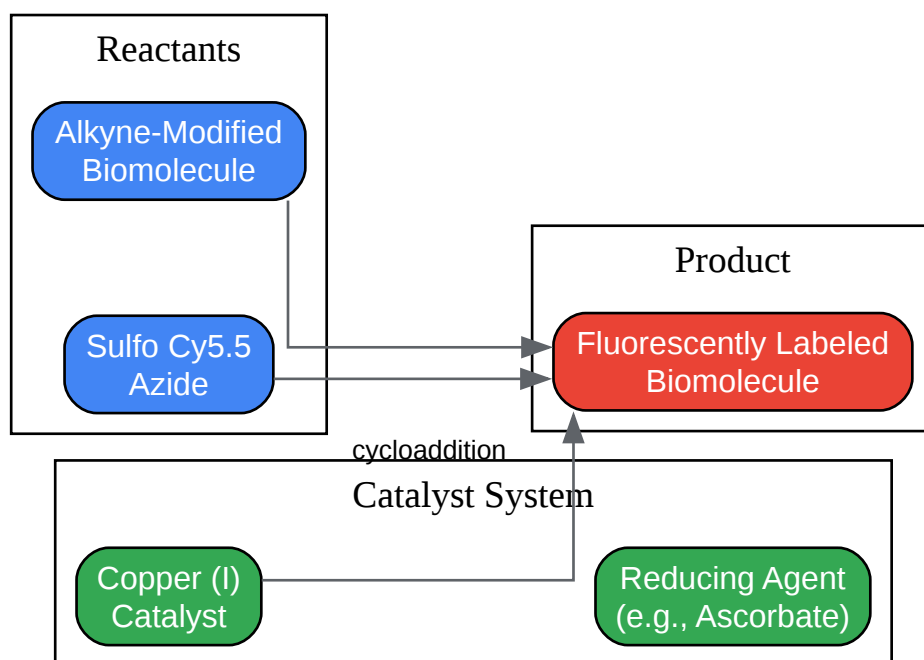 Reactants
Alkyne-Modified
Biomolecule
Sulfo Cy5.5
Azide
Product
Fluorescently Labeled
Biomolecule
cycloaddition
Catalyst System
Copper (I)
Catalyst
Reducing Agent
(e.g., Ascorbate)